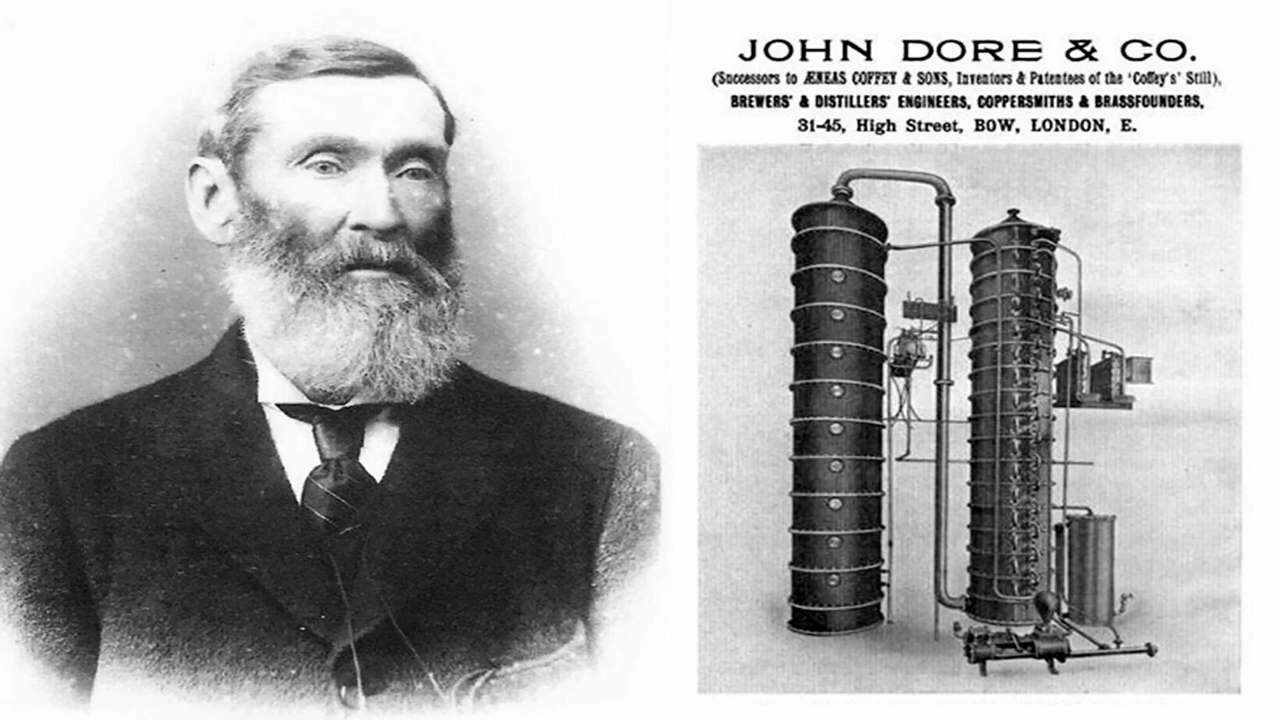 JOHN DORE & CO.
(Successors to ÆNEAS COFFEY & SONS, Inventors & Patentees of the 'Coffey's' Still),
BREWERS' & DISTILLERS' ENGINEERS, COPPERSMITHS & BRASSFOUNDERS,
31-45, High Street, BOW, LONDON, E.